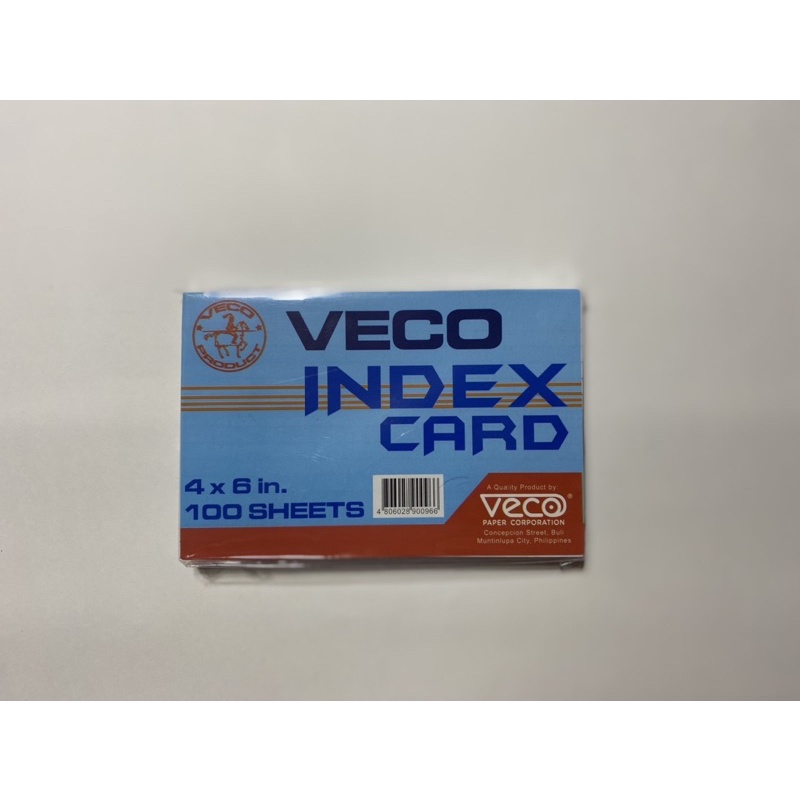 VECO
PRODUCT
VECO
INDEX
CARD
4 x 6 in.
100 SHEETS
4 806028 900966
A Quality Product by:
veco®
PAPER CORPORATION
Concepcion Street, Buli
Muntinlupa City, Philippines